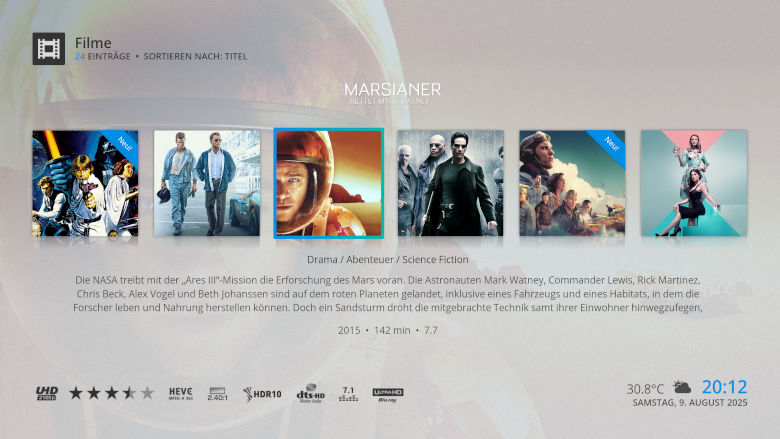 Filme
24 EINTRÄGE • SORTIEREN NACH: TITEL
MARSIANER
RETTET MARK WATNEY
Neu!
Neu!
Drama / Abenteuer / Science Fiction
Die NASA treibt mit der „Ares III“-Mission die Erforschung des Mars voran. Die Astronauten Mark Watney, Commander Lewis, Rick Martinez,
Chris Beck, Alex Vogel und Beth Johanssen sind auf dem roten Planeten gelandet, inklusive eines Fahrzeugs und eines Habitats, in dem die
Forscher leben und Nahrung herstellen können. Doch ein Sandsturm droht die mitgebrachte Technik samt ihrer Einwohner hinwegzufegen,
2015 • 142 min • 7.7
UHD
2160p
HEVC
MPEG-H 265
2.40:1
HDR10
dts-HD
Master Audio
7.1
ULTRA HD
Blu-ray
30.8°C
20:12
SAMSTAG, 9. AUGUST 2025